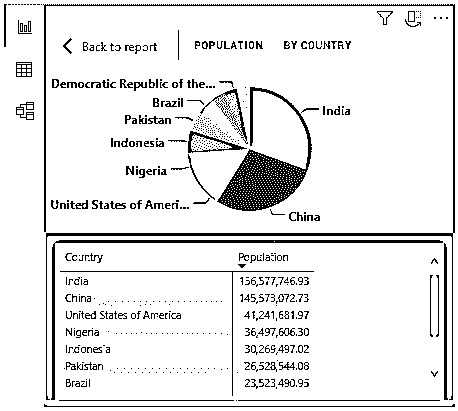 Back to report
POPULATION BY COUNTRY
Democratic Republic of the...
Brazil
Pakistan
Indonesia
Nigeria
United States of Ameri...
India
China
Country Population
India 156,577,746.93
China 145,573,072.73
United States of America 41,241,681.97
Nigeria 36,497,606.30
Indonesia 30,269,497.02
Pakistan 26,528,544.08
Brazil 23,523,490.95